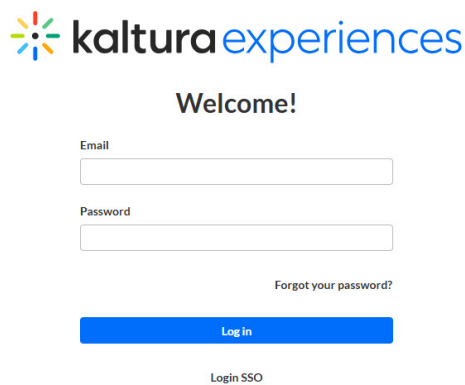 kaltura experiences
Welcome!
Email
Password
Forgot your password?
Log in
Login SSO